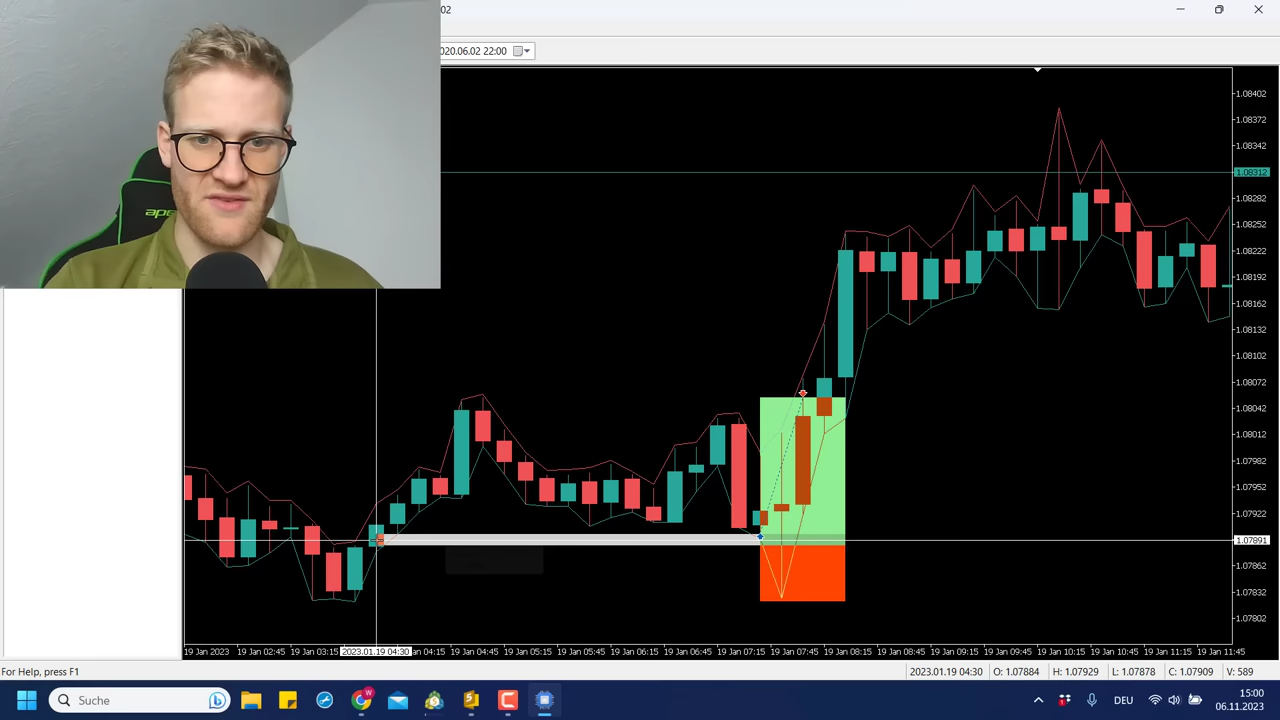 02
020.06.02 22:00
ape
1.08402
1.08372
1.08342
1.08312
1.08282
1.08252
1.08222
1.08192
1.08162
1.08132
1.08102
1.08072
1.08042
1.08012
1.07982
1.07952
1.07922
1.07891
1.07862
1.07832
1.07802
19 Jan 2023
19 Jan 02:45
19 Jan 03:15
2023.01.19 04:30
an 04:15
19 Jan 04:45
19 Jan 05:15
19 Jan 05:45
19 Jan 06:15
19 Jan 06:45
19 Jan 07:15
19 Jan 07:45
19 Jan 08:15
19 Jan 08:45
19 Jan 09:15
19 Jan 09:45
19 Jan 10:15
19 Jan 10:45
19 Jan 11:15
19 Jan 11:45
For Help, press F1
2023.01.19 04:30 O: 1.07884 H: 1.07929 L: 1.07878 C: 1.07909 V: 589
Suche
W
5
DEU
15:00
06.11.2023